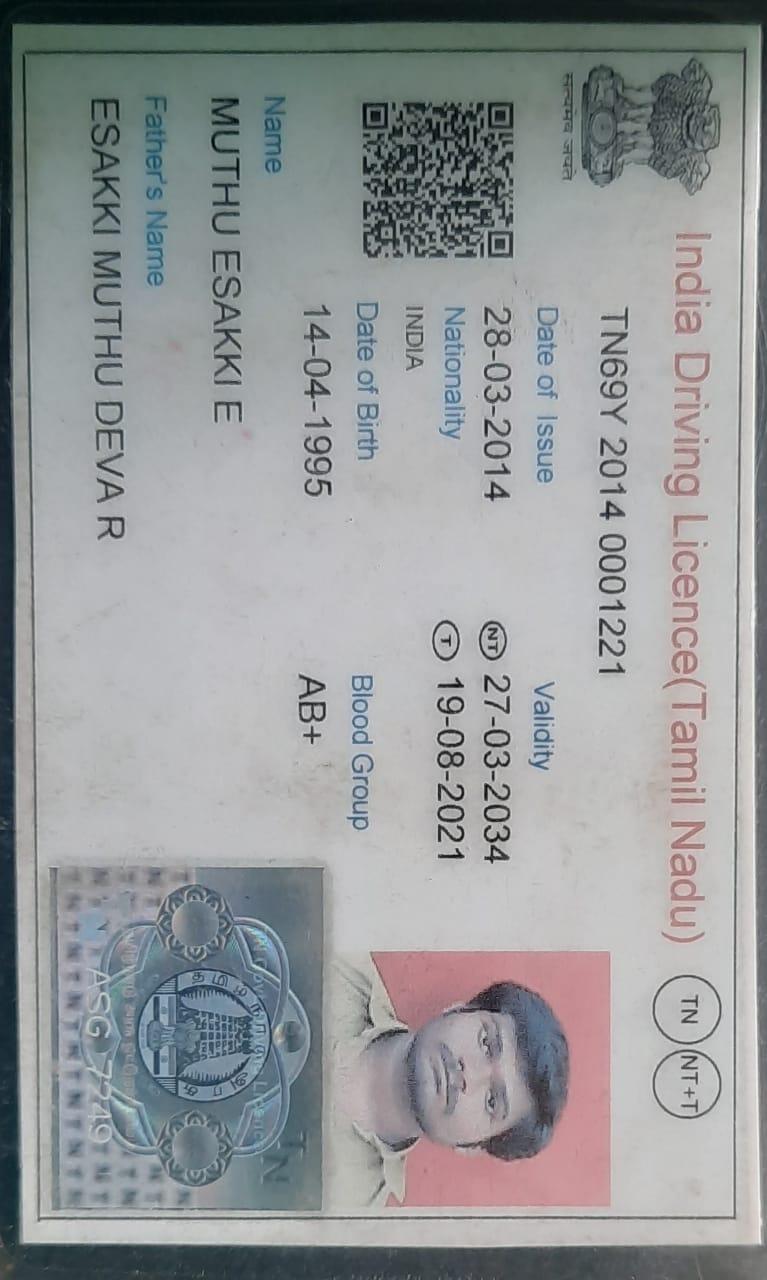 India Driving Licence(Tamil Nadu)
TN
NT+T
सत्यमेव जयते
TN69Y 2014 0001221
Date of Issue
Validity
28-03-2014
NT 27-03-2034
Nationality
T 19-08-2021
INDIA
Date of Birth
Blood Group
14-04-1995
AB+
Name
MUTHU ESAKKI E
Father's Name
ESAKKI MUTHU DEVA R
TN
தமிழ்நாடு அரசு
ASG 7249